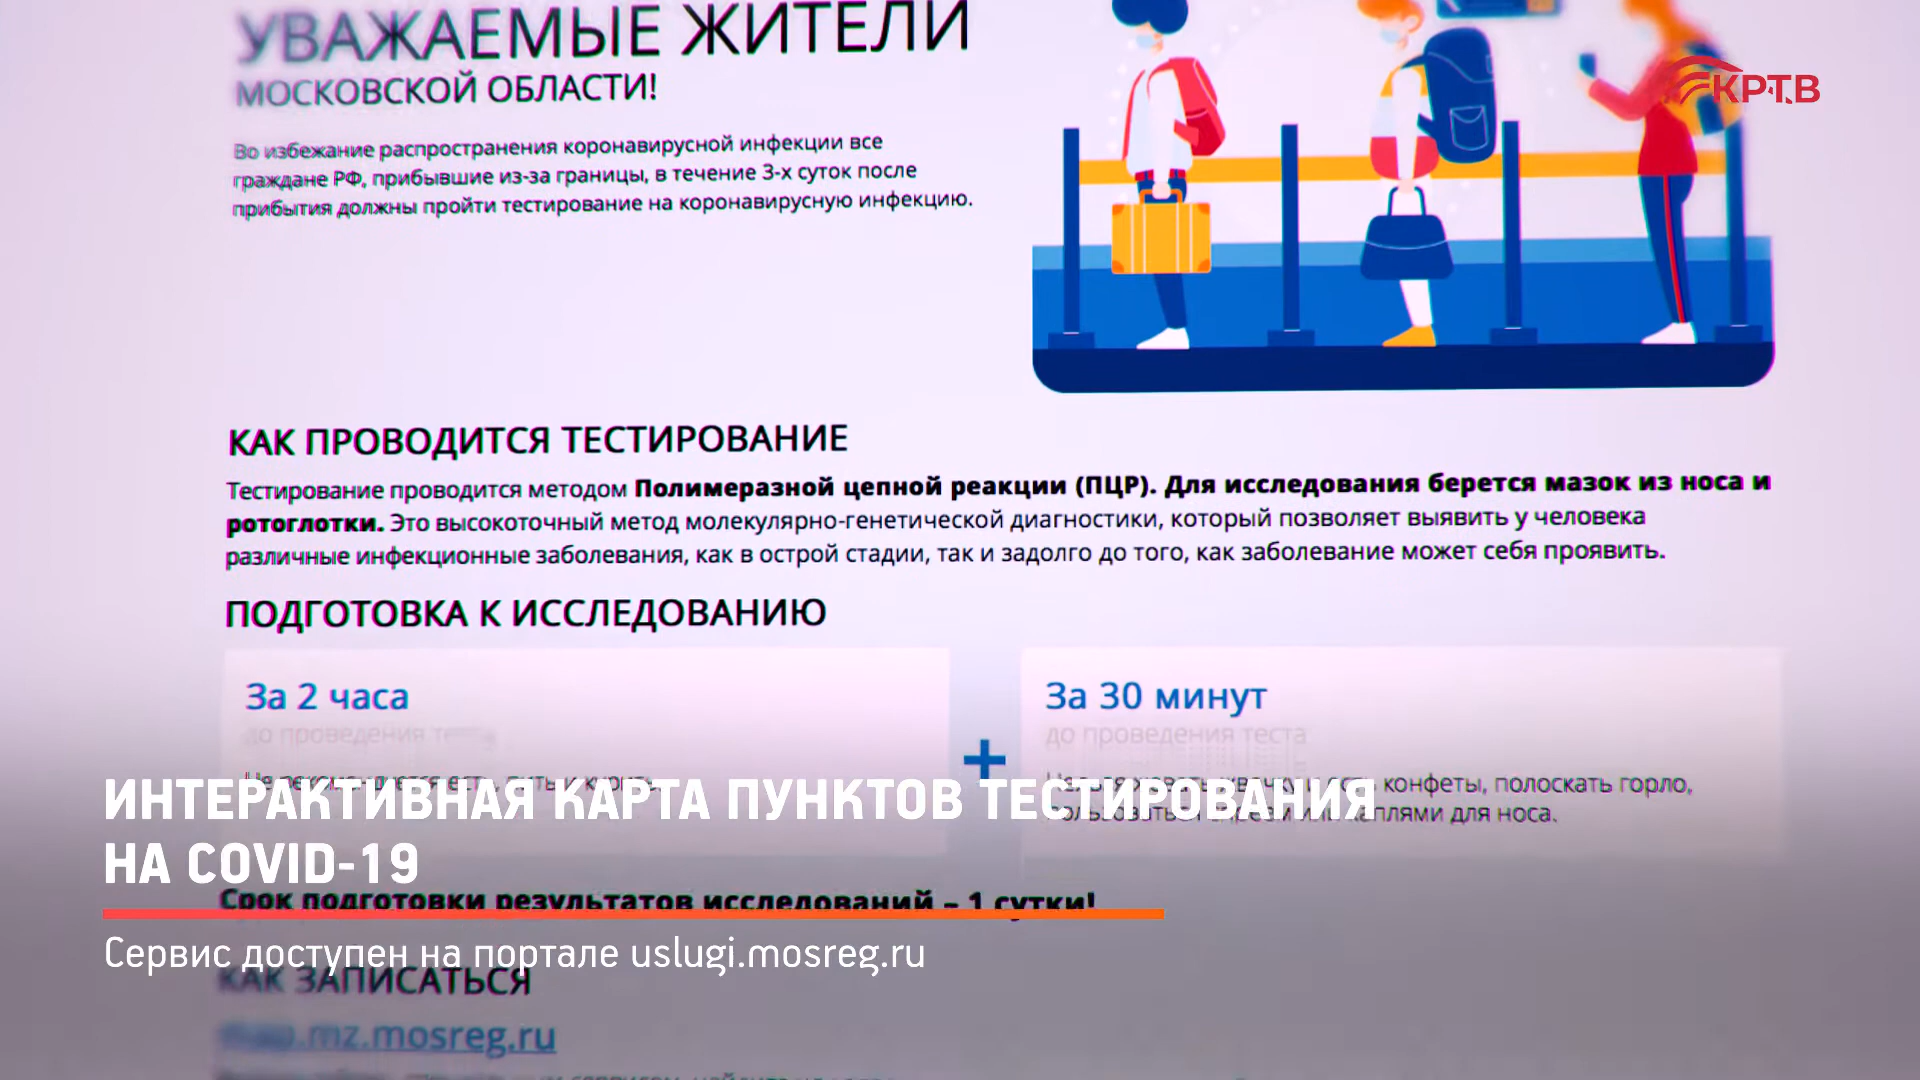 УВАЖАЕМЫЕ ЖИТЕЛИ
МОСКОВСКОЙ ОБЛАСТИ!
КРТВ
Во избежание распространения коронавирусной инфекции все
граждане РФ, прибывшие из-за границы, в течение 3-х суток после
прибытия должны пройти тестирование на коронавирусную инфекцию.
КАК ПРОВОДИТСЯ ТЕСТИРОВАНИЕ
Тестирование проводится методом Полимеразной цепной реакции (ПЦР). Для исследования берется мазок из носа и
ротоглотки. Это высокоточный метод молекулярно-генетической диагностики, который позволяет выявить у человека
различные инфекционные заболевания, как в острой стадии, так и задолго до того, как заболевание может себя проявить.
ПОДГОТОВКА К ИССЛЕДОВАНИЮ
За 2 часа
до проведения теста
+
За 30 минут
до проведения теста
конфеты, полоскать горло,
каплями для носа.
ИНТЕРАКТИВНАЯ КАРТА ПУНКТОВ ТЕСТИРОВАНИЯ
НА COVID-19
Срок подготовки результатов исследований – 1 сутки!
Сервис доступен на портале uslugi.mosreg.ru
КАК ЗАПИСАТЬСЯ
map.mz.mosreg.ru